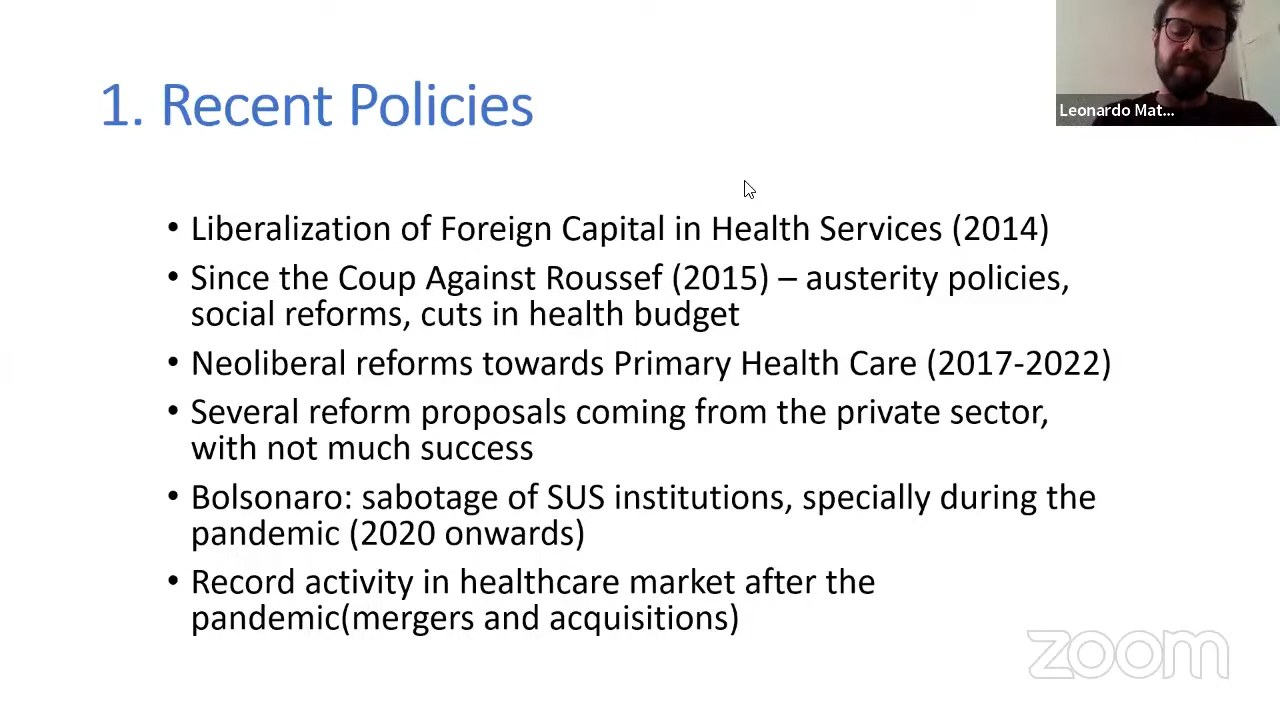 1. Recent Policies
Leonardo Mat...
• Liberalization of Foreign Capital in Health Services (2014)
• Since the Coup Against Roussef (2015) – austerity policies,
social reforms, cuts in health budget
• Neoliberal reforms towards Primary Health Care (2017-2022)
• Several reform proposals coming from the private sector,
with not much success
• Bolsonaro: sabotage of SUS institutions, specially during the
pandemic (2020 onwards)
• Record activity in healthcare market after the
pandemic(mergers and acquisitions)
zoom